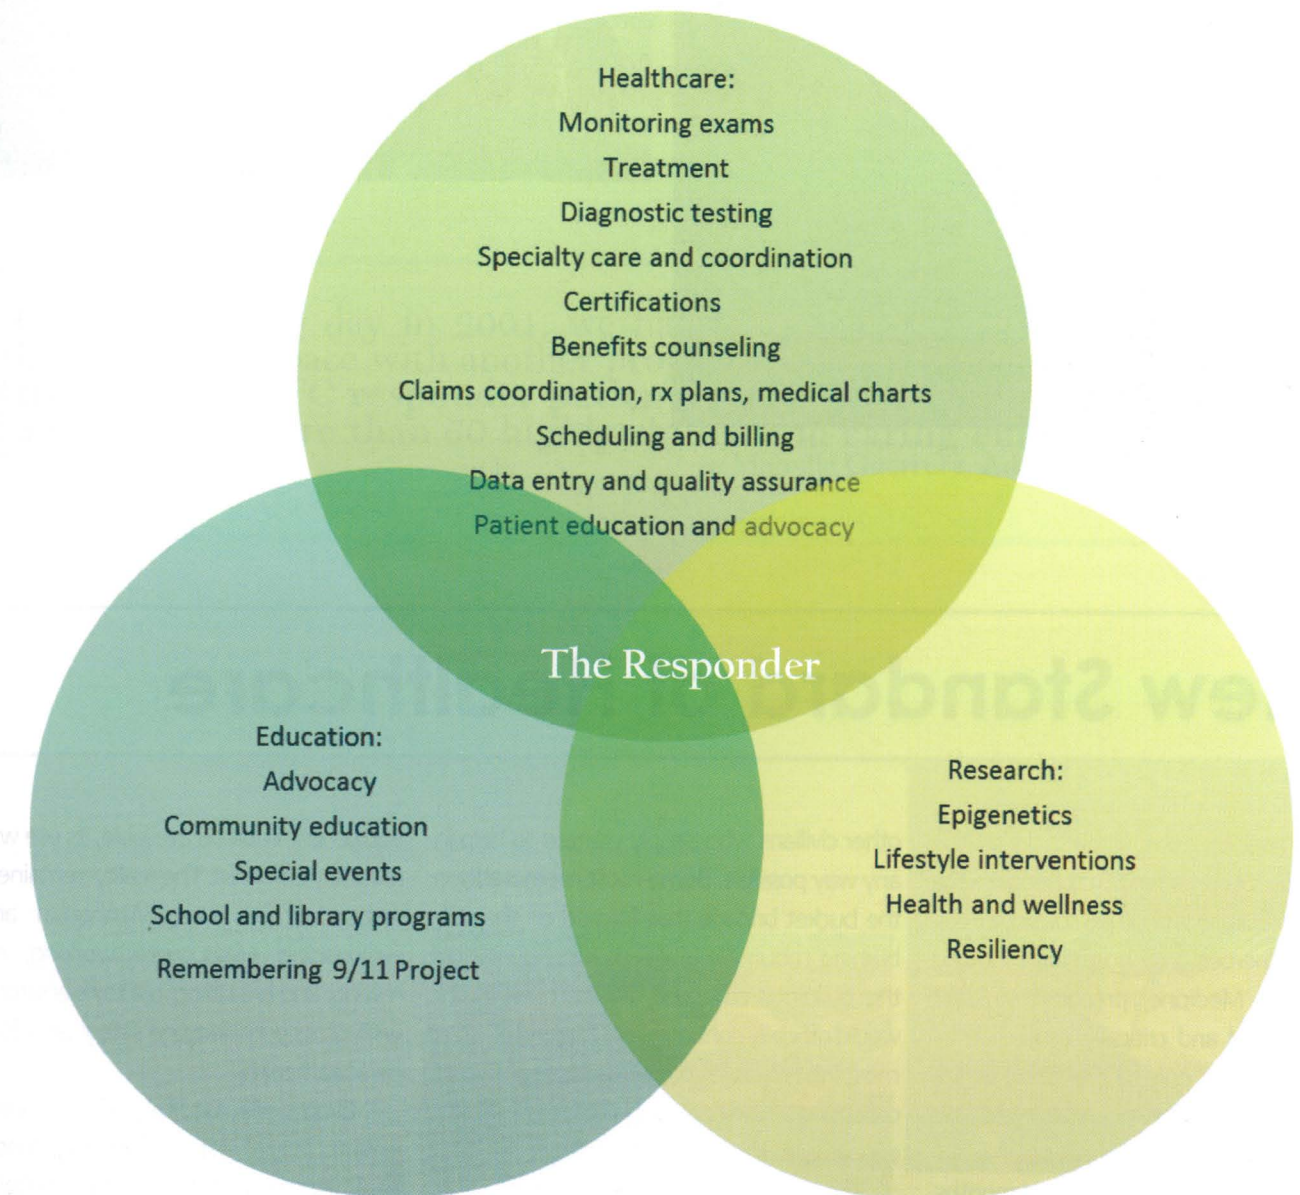 Healthcare:
Monitoring exams
Treatment
Diagnostic testing
Specialty care and coordination
Certifications
Benefits counseling
Claims coordination, rx plans, medical charts
Scheduling and billing
Data entry and quality assurance
Patient education and advocacy
The Responder
Education:
Advocacy
Community education
Special events
School and library programs
Remembering 9/11 Project
Research:
Epigenetics
Lifestyle interventions
Health and wellness
Resiliency